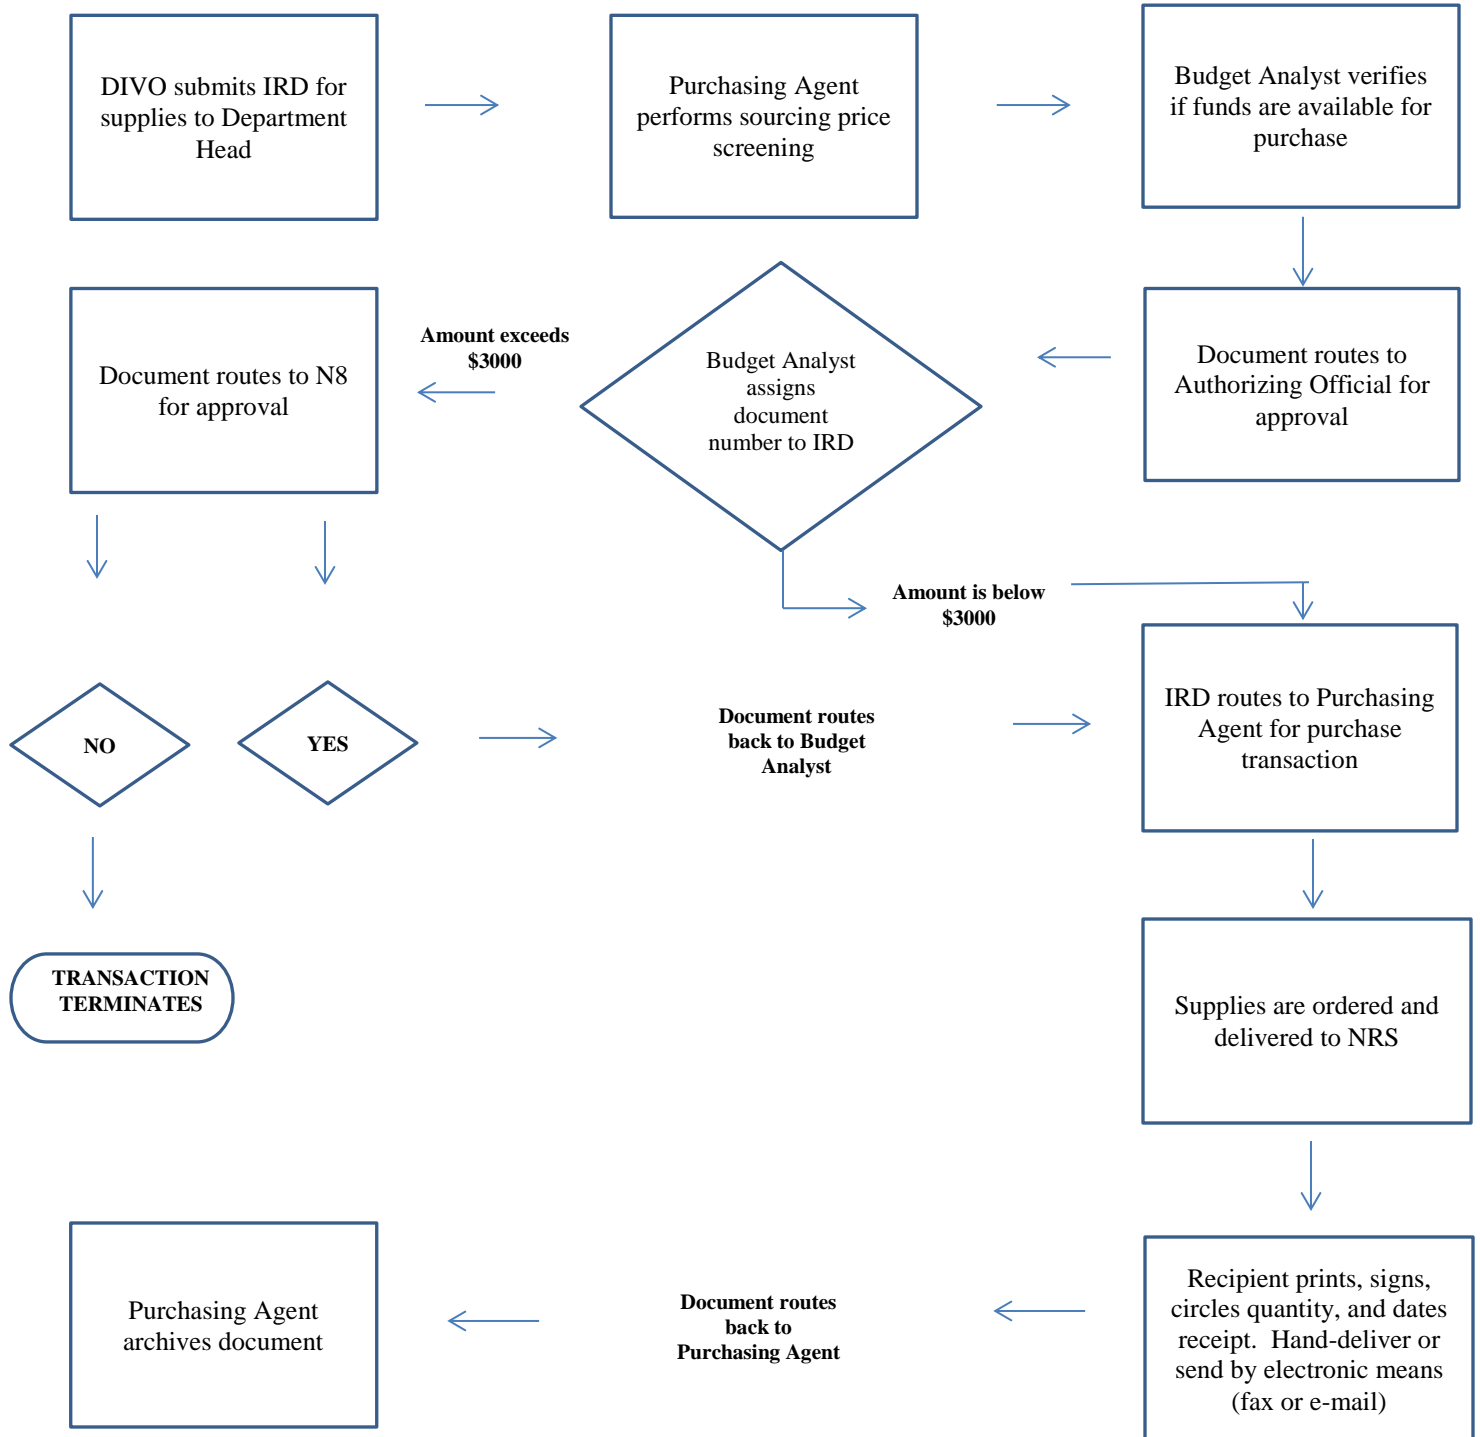 DIVO submits IRD for
supplies to Department
Head
Purchasing Agent
performs sourcing price
screening
Budget Analyst verifies
if funds are available for
purchase
Document routes to N8
for approval
Amount exceeds
$3000
Budget Analyst
assigns
document
number to IRD
Document routes to
Authorizing Official for
approval
Amount is below
$3000
NO
YES
Document routes
back to Budget
Analyst
IRD routes to Purchasing
Agent for purchase
transaction
TRANSACTION
TERMINATES
Supplies are ordered and
delivered to NRS
Purchasing Agent
archives document
Document routes
back to
Purchasing Agent
Recipient prints, signs,
circles quantity, and dates
receipt.  Hand-deliver or
send by electronic means
(fax or e-mail)